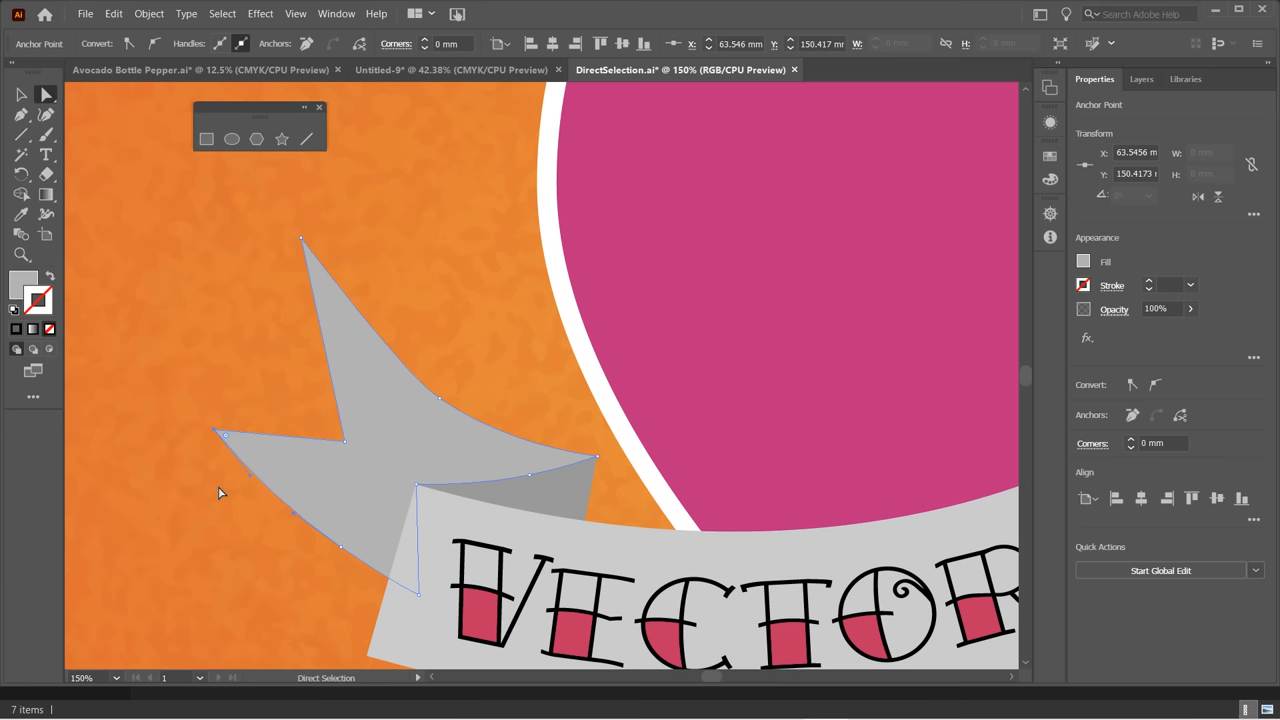 Ai File Edit Object Type Select Effect View Window Help Search Adobe Help
Anchor Point Convert: Handles: Anchors: Corners: 0 mm X: 63.546 mm Y: 150.417 mm W: 0 mm H: 0 mm
Avocado Bottle Pepper.ai* @ 12.5% (CMYK/CPU Preview) × Untitled-9* @ 42.38% (CMYK/CPU Preview) × DirectSelection.ai* @ 150% (RGB/CPU Preview) ×
Properties Layers Libraries
Anchor Point
Transform
X: 63.5456 m W: 0 mm
Y: 150.4173 H: 0 mm
Appearance
Fill
Stroke
Opacity 100%
fx
Convert:
Anchors:
Corners: 0 mm
Align
Quick Actions
Start Global Edit
VECTOR
150% 1 Direct Selection
7 items